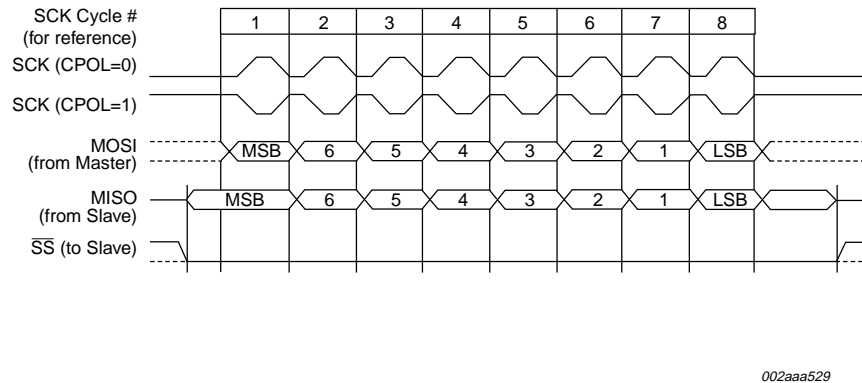 SCK Cycle #
(for reference)
1 2 3 4 5 6 7 8
SCK (CPOL=0)
SCK (CPOL=1)
MOSI
(from Master)
MSB 6 5 4 3 2 1 LSB
MISO
(from Slave)
MSB 6 5 4 3 2 1 LSB
SS (to Slave)
002aaa529